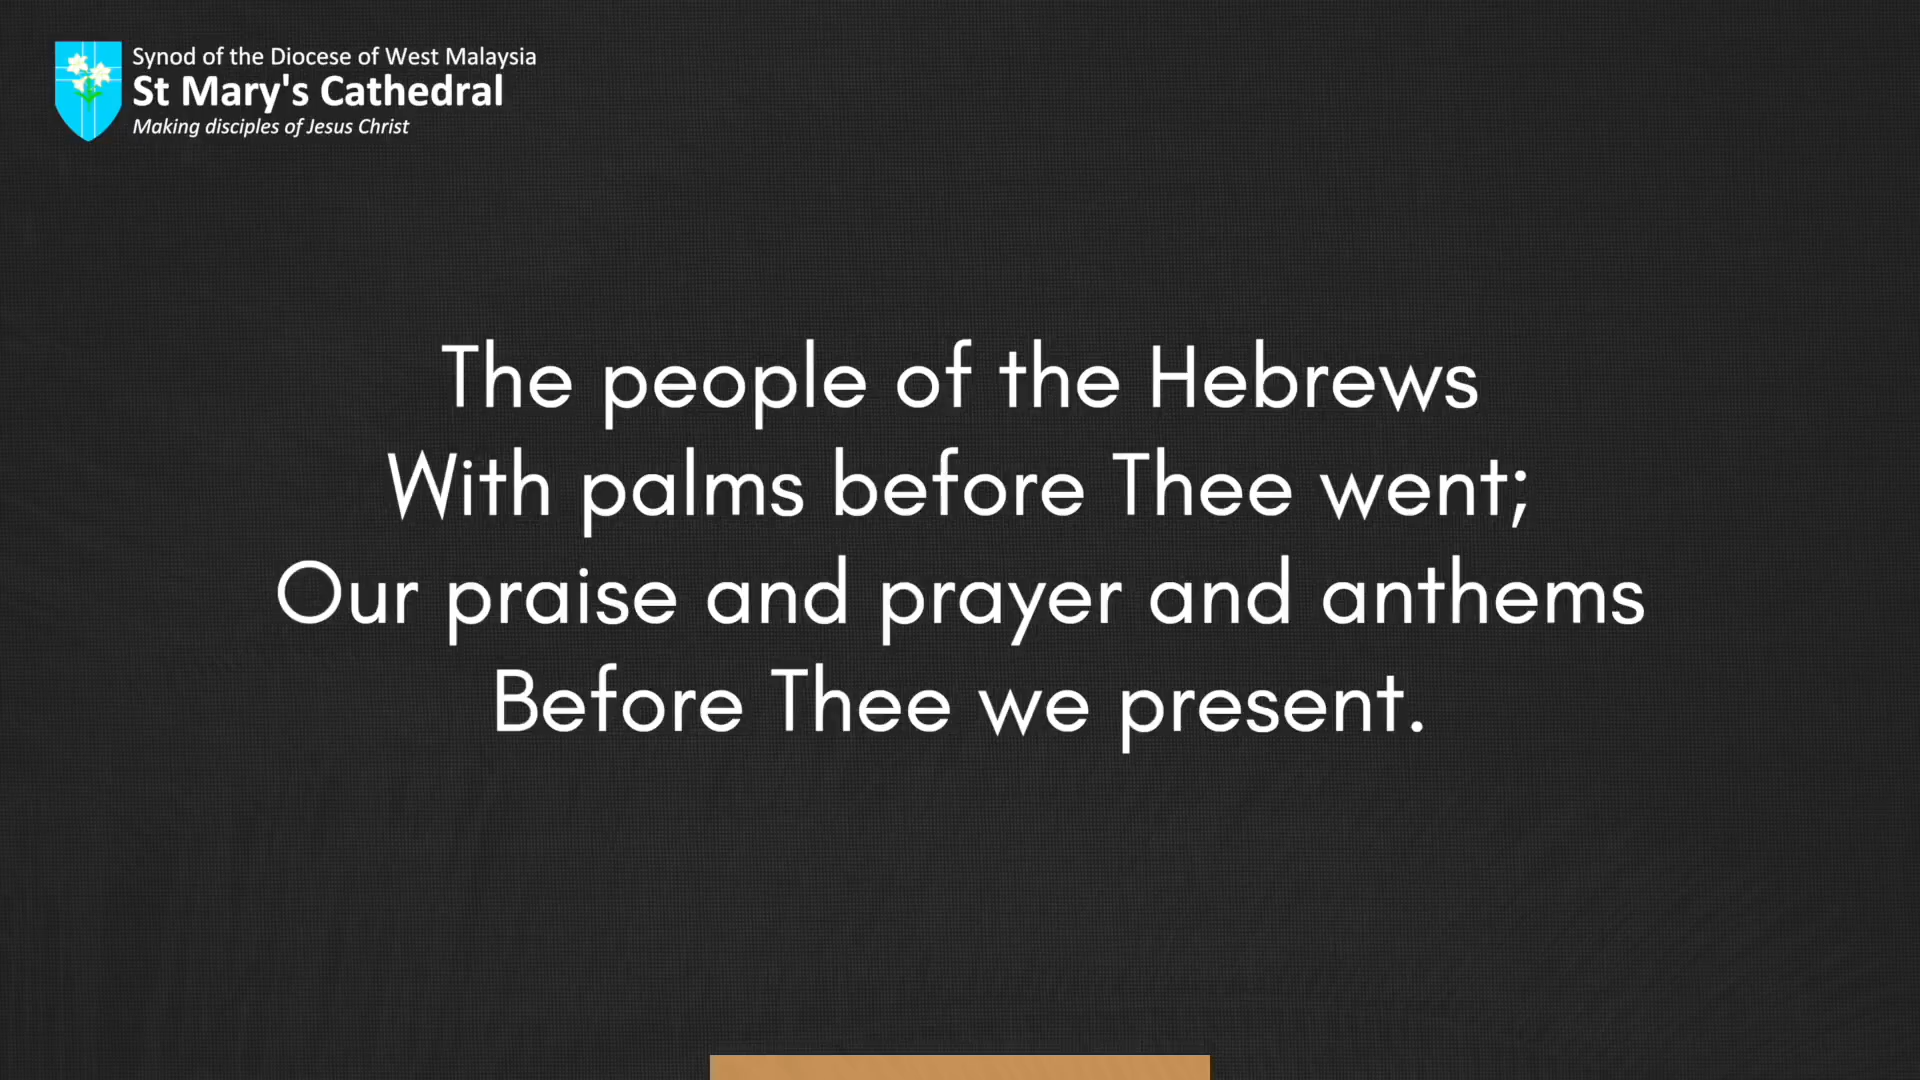 Synod of the Diocese of West Malaysia
St Mary's Cathedral
Making disciples of Jesus Christ
The people of the Hebrews
With palms before Thee went;
Our praise and prayer and anthems
Before Thee we present.